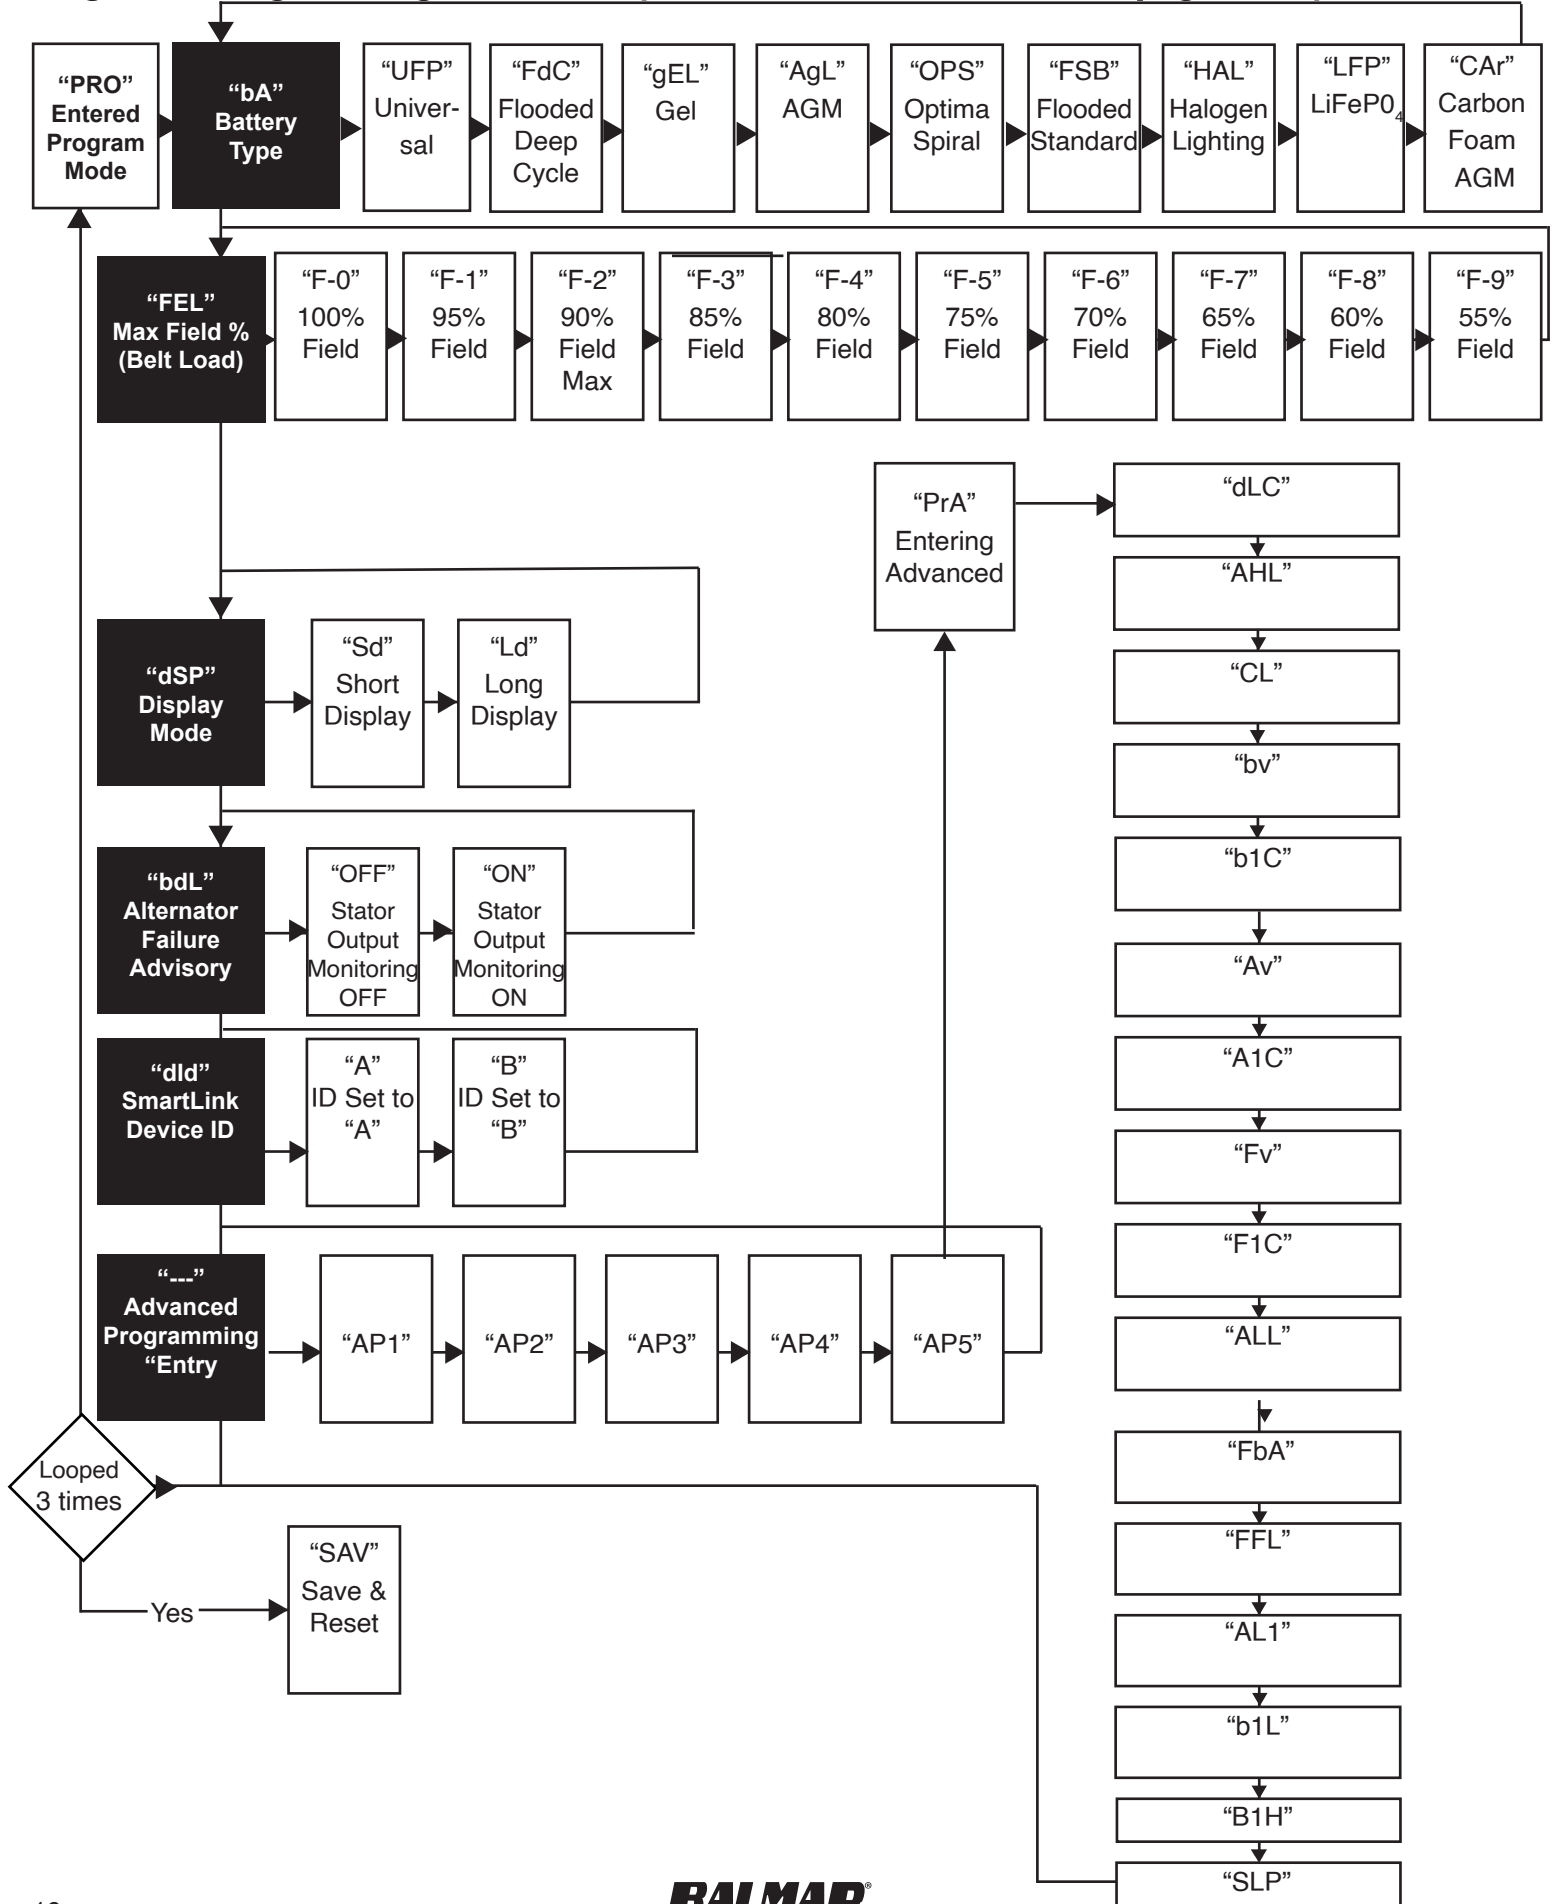 “PRO”
Entered
Program
Mode
“bA”
Battery
Type
“UFP”
Univer-
sal
“FdC”
Flooded
Deep
Cycle
“gEL”
Gel
“AgL”
AGM
“OPS”
Optima
Spiral
“FSB”
Flooded
Standard
“HAL”
Halogen
Lighting
“LFP”
LiFeP0₄
“CAr”
Carbon
Foam
AGM
“FEL”
Max Field %
(Belt Load)
“F-0”
100%
Field
“F-1”
95%
Field
“F-2”
90%
Field
Max
“F-3”
85%
Field
“F-4”
80%
Field
“F-5”
75%
Field
“F-6”
70%
Field
“F-7”
65%
Field
“F-8”
60%
Field
“F-9”
55%
Field
“dSP”
Display
Mode
“Sd”
Short
Display
“Ld”
Long
Display
“bdL”
Alternator
Failure
Advisory
“OFF”
Stator
Output
Monitoring
OFF
“ON”
Stator
Output
Monitoring
ON
“dId”
SmartLink
Device ID
“A”
ID Set to
“A”
“B”
ID Set to
“B”
“---”
Advanced
Programming
“Entry
“AP1”
“AP2”
“AP3”
“AP4”
“AP5”
“PrA”
Entering
Advanced
“dLC”
“AHL”
“CL”
“bv”
“b1C”
“Av”
“A1C”
“Fv”
“F1C”
“ALL”
“FbA”
“FFL”
“AL1”
“b1L”
“B1H”
“SLP”
Looped
3 times
Yes
“SAV”
Save &
Reset
BALMAR®